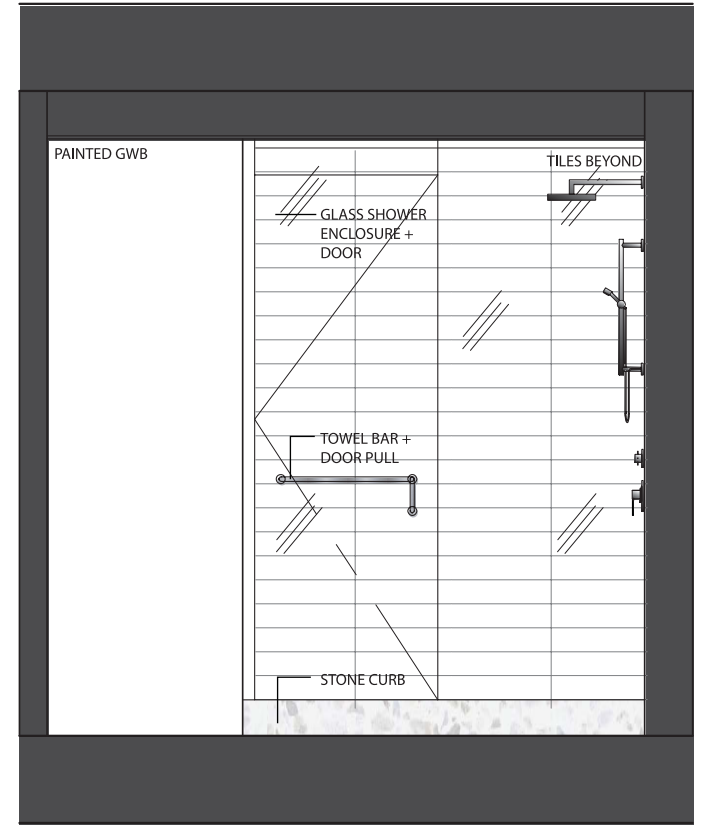 PAINTED GWB
TILES BEYOND
GLASS SHOWER
ENCLOSURE +
DOOR
TOWEL BAR +
DOOR PULL
STONE CURB